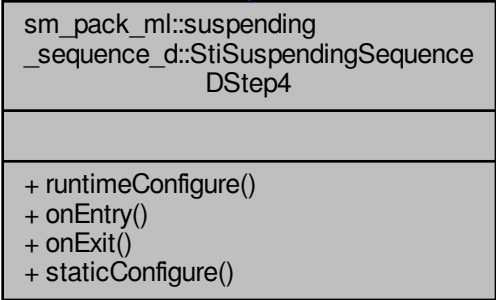 sm_pack_ml::suspending
_sequence_d::StiSuspendingSequence
DStep4
+ runtimeConfigure()
+ onEntry()
+ onExit()
+ staticConfigure()